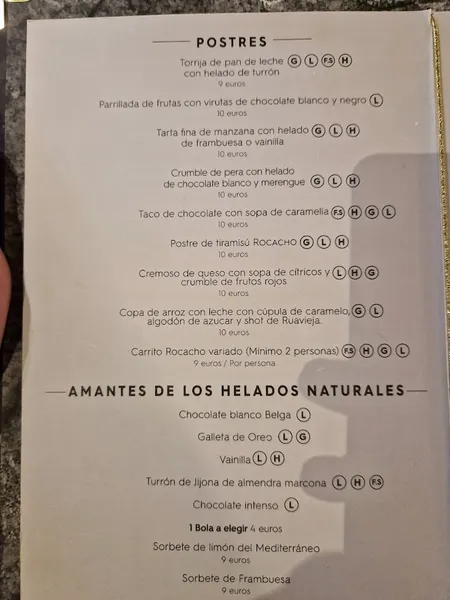 POSTRES
Torrija de pan de leche G L F.S H
con helado de turrón
9 euros
Parrillada de frutas con virutas de chocolate blanco y negro L
10 euros
Tarta fina de manzana con helado G L H
de frambuesa o vainilla
10 euros
Crumble de pera con helado
de chocolate blanco y merengue G L H
10 euros
Taco de chocolate con sopa de caramelia F.S H G L
10 euros
Postre de tiramisú ROCACHO G L H
10 euros
Cremoso de queso con sopa de cítricos y L H G
crumble de frutos rojos
10 euros
Copa de arroz con leche con cúpula de caramelo, G L
algodón de azucar y shot de Ruavieja.
10 euros
Carrito Rocacho variado (Mínimo 2 personas) F.S H G L
9 euros / Por persona
AMANTES DE LOS HELADOS NATURALES
Chocolate blanco Belga L
Galleta de Oreo L G
Vainilla L H
Turrón de Jijona de almendra marcona L H F.S
Chocolate intenso L
1 Bola a elegir 4 euros
Sorbete de limón del Mediterráneo
9 euros
Sorbete de Frambuesa
9 euros